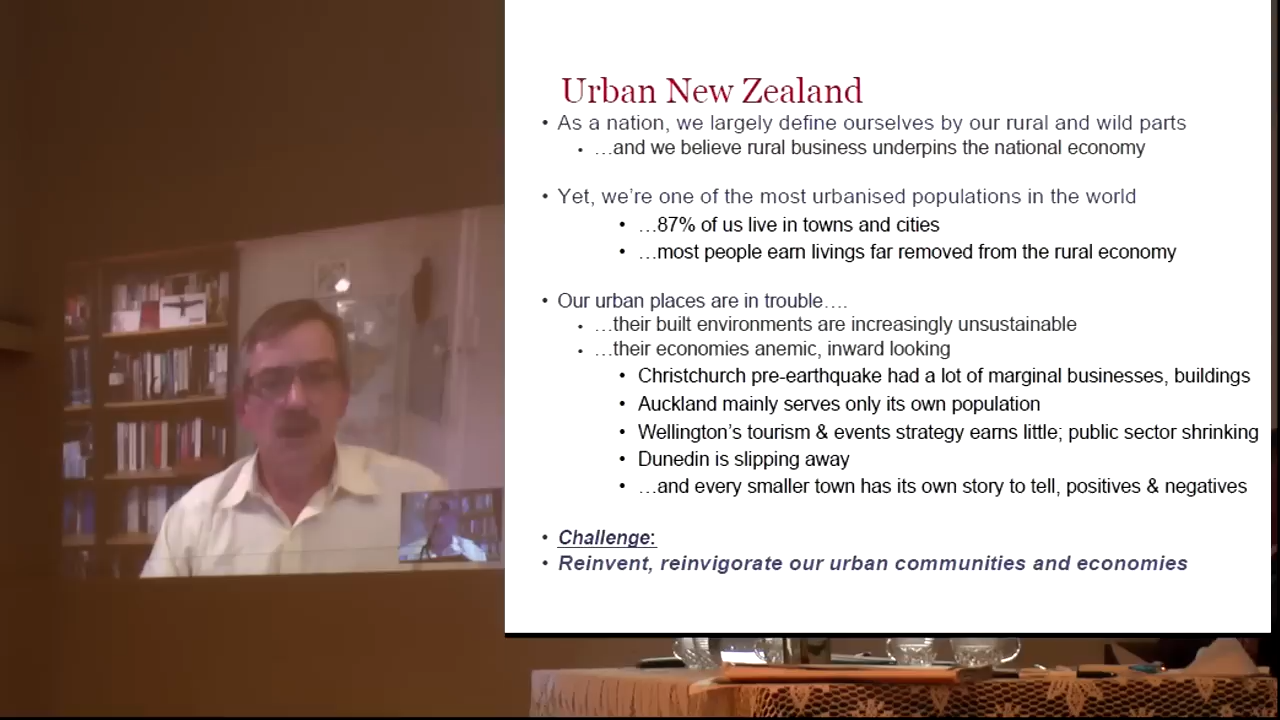 Urban New Zealand
• As a nation, we largely define ourselves by our rural and wild parts
• …and we believe rural business underpins the national economy
• Yet, we’re one of the most urbanised populations in the world
• …87% of us live in towns and cities
• …most people earn livings far removed from the rural economy
• Our urban places are in trouble….
• …their built environments are increasingly unsustainable
• …their economies anemic, inward looking
• Christchurch pre-earthquake had a lot of marginal businesses, buildings
• Auckland mainly serves only its own population
• Wellington’s tourism & events strategy earns little; public sector shrinking
• Dunedin is slipping away
• …and every smaller town has its own story to tell, positives & negatives
• Challenge:
• Reinvent, reinvigorate our urban communities and economies